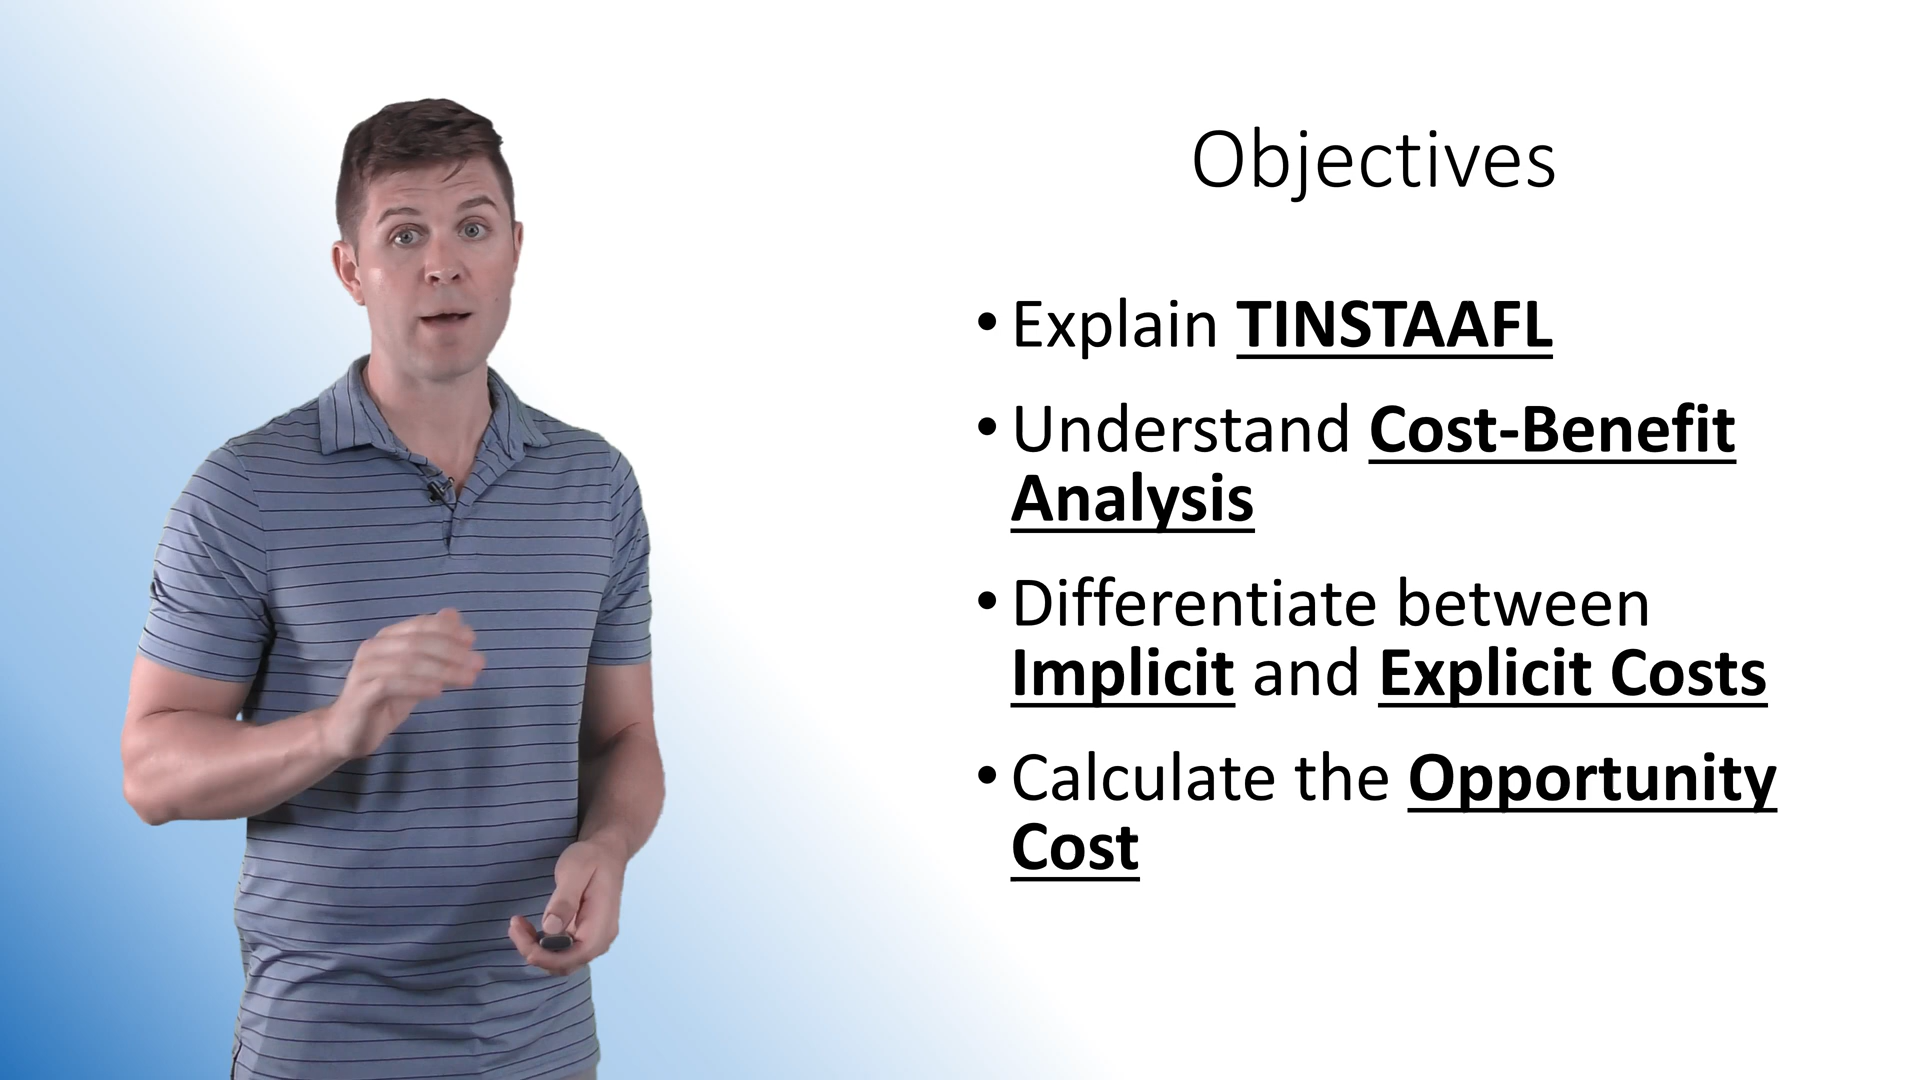 Objectives
• Explain TINSTAAFL
• Understand Cost-Benefit
Analysis
• Differentiate between
Implicit and Explicit Costs
• Calculate the Opportunity
Cost